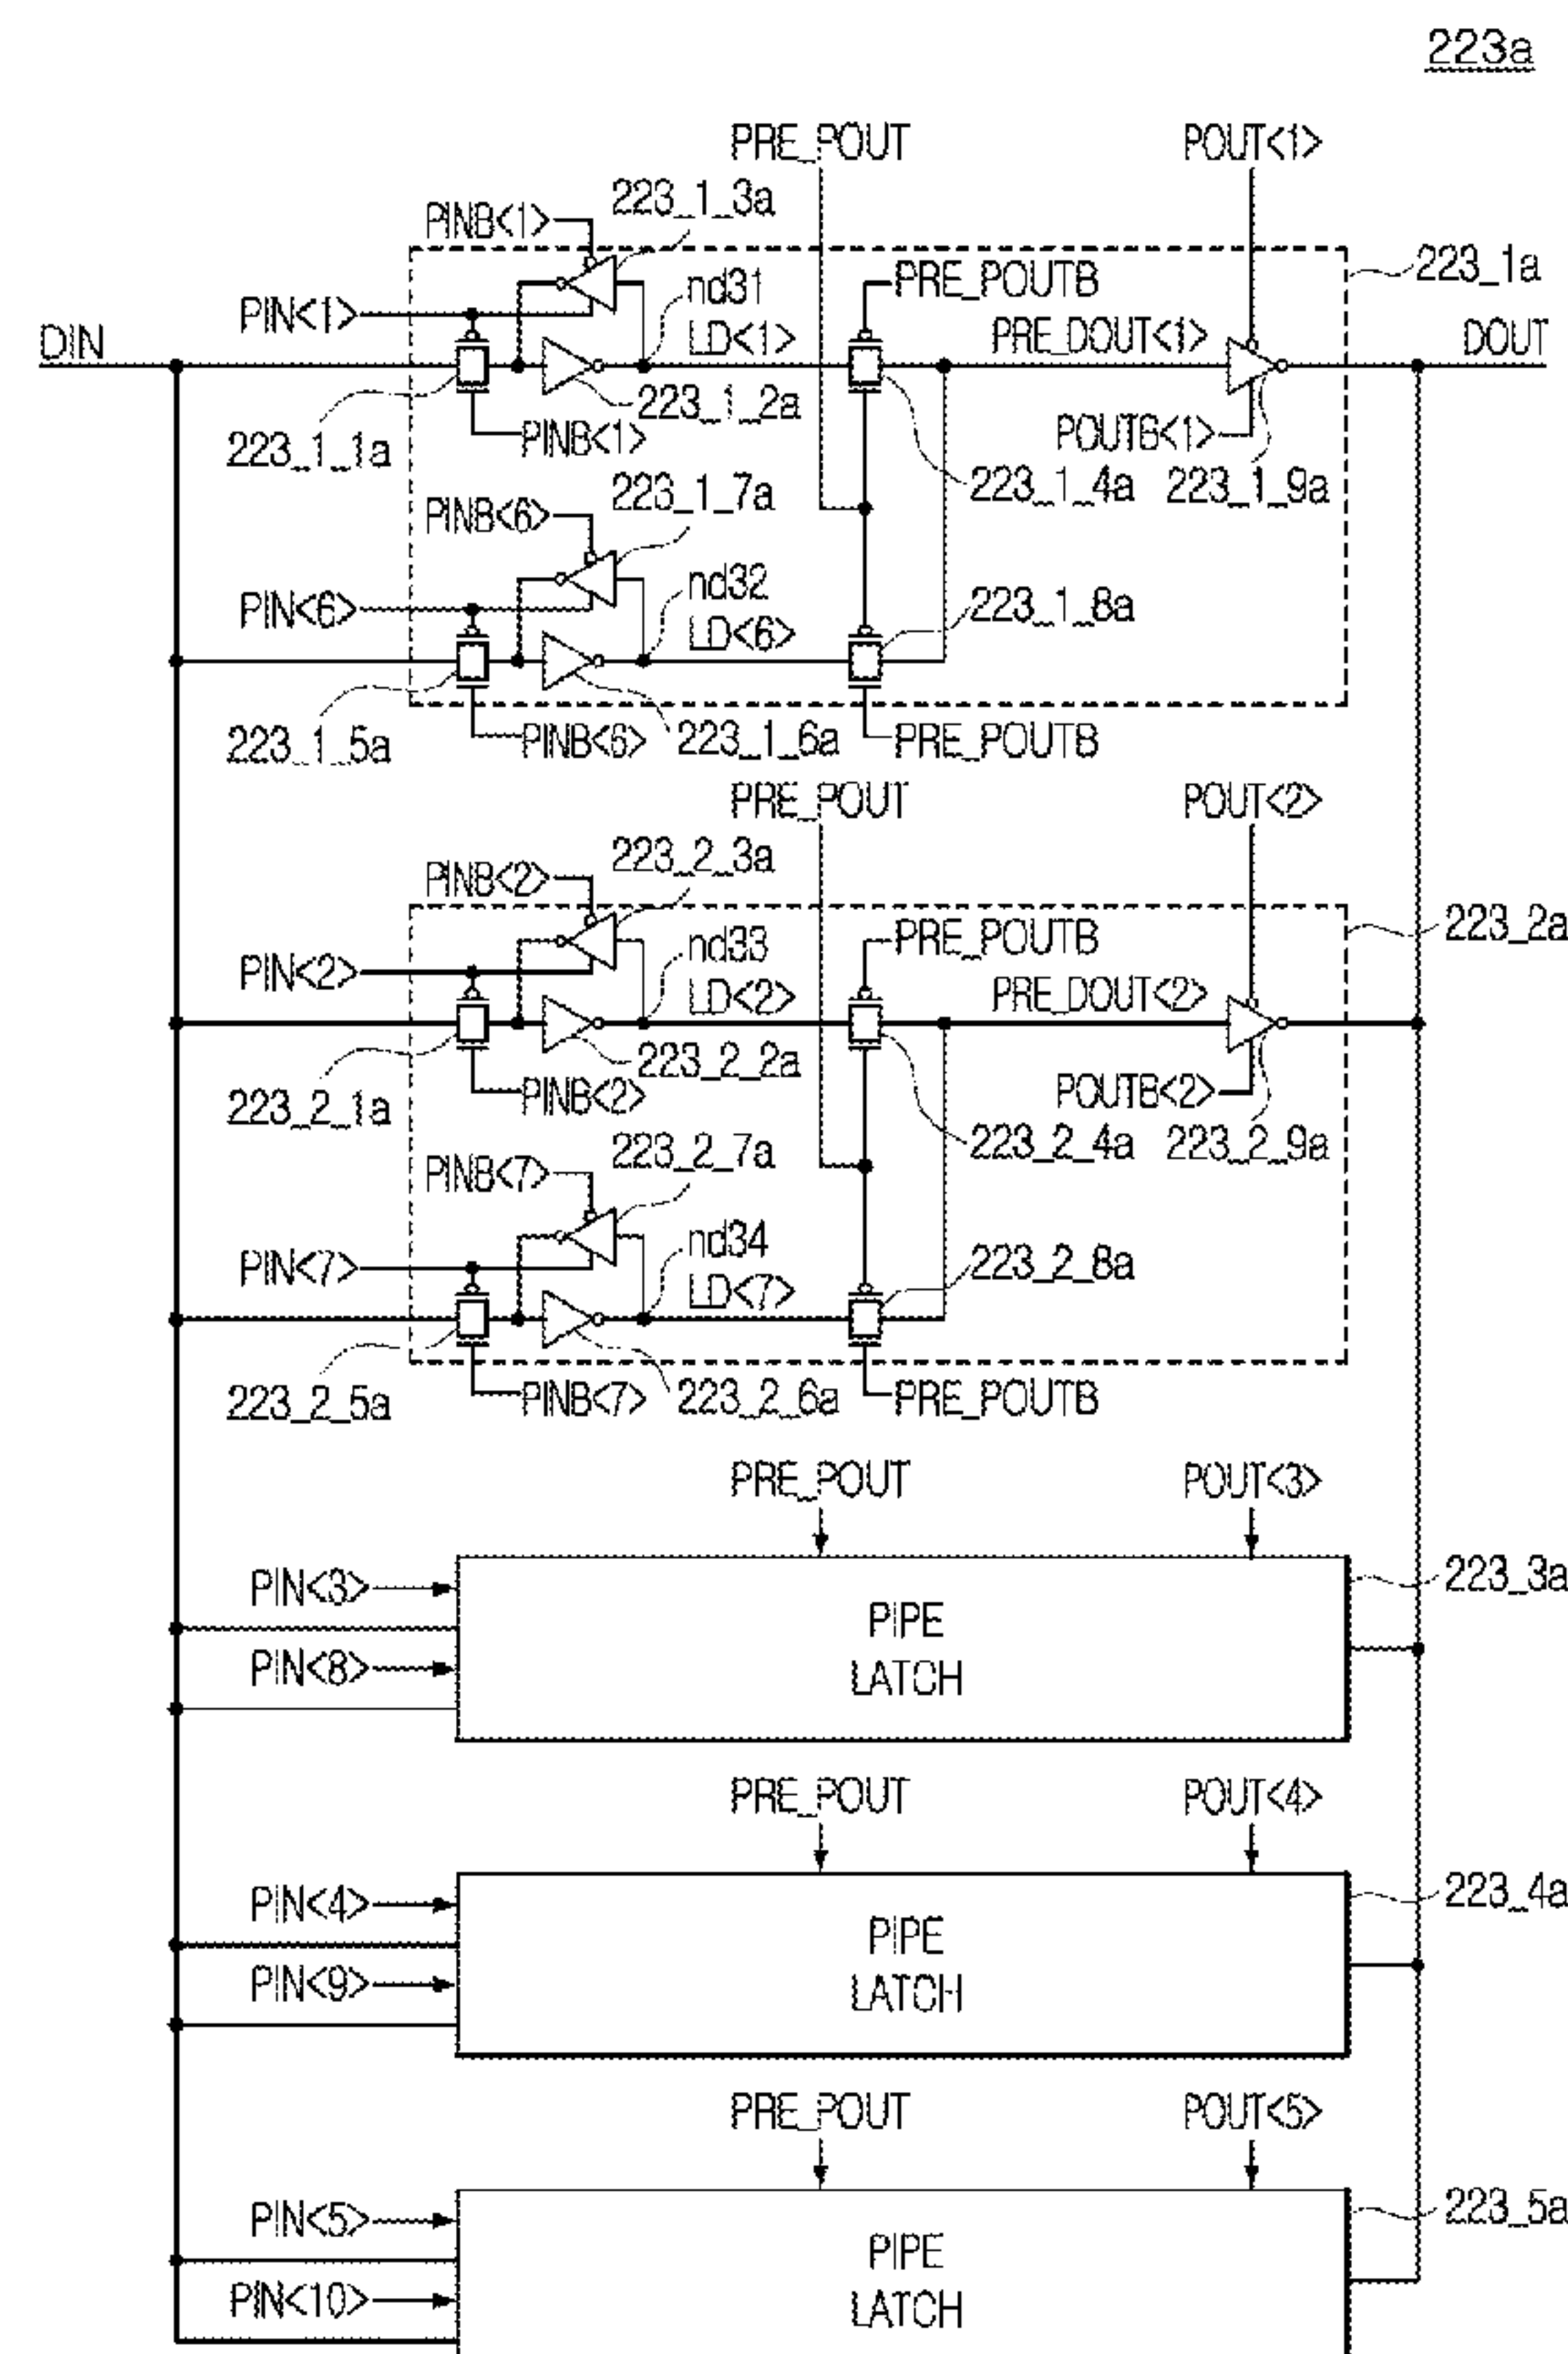 223a
PRE_POUT
POUT<1>
PINB<1>
223_1_3a
PIN<1>
nd31
PRE_POUTB
223_1a
DIN
LD<1>
PRE_DOUT<1>
DOUT
223_1_1a
PINB<1>
223_1_2a
POUTB<1>
223_1_4a
223_1_9a
PINB<6>
223_1_7a
PIN<6>
nd32
LD<6>
223_1_8a
223_1_5a
PINB<6>
223_1_6a
PRE_POUTB
PRE_POUT
POUT<2>
PINB<2>
223_2_3a
PIN<2>
nd33
PRE_POUTB
223_2a
LD<2>
PRE_DOUT<2>
223_2_1a
PINB<2>
223_2_2a
POUTB<2>
223_2_4a
223_2_9a
PINB<7>
223_2_7a
PIN<7>
nd34
LD<7>
223_2_8a
223_2_5a
PINB<7>
223_2_6a
PRE_POUTB
PRE_POUT
POUT<3>
PIN<3>
PIN<8>
PIPE
LATCH
223_3a
PRE_POUT
POUT<4>
PIN<4>
PIN<9>
PIPE
LATCH
223_4a
PRE_POUT
POUT<5>
PIN<5>
PIN<10>
PIPE
LATCH
223_5a